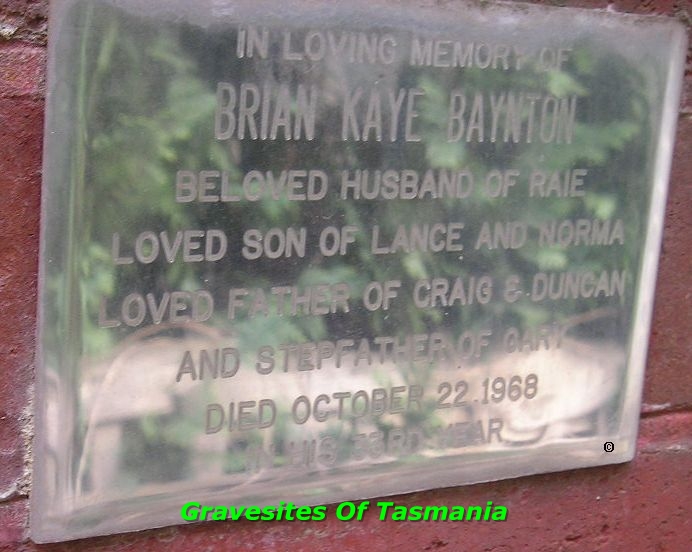 IN LOVING MEMORY OF
BRIAN KAYE BAYNTON
BELOVED HUSBAND OF RAIE
LOVED SON OF LANCE AND NORMA
LOVED FATHER OF CRAIG & DUNCAN
AND STEPFATHER OF GARY
DIED OCTOBER 22.1968
IN HIS 33RD YEAR
©
Gravesites Of Tasmania